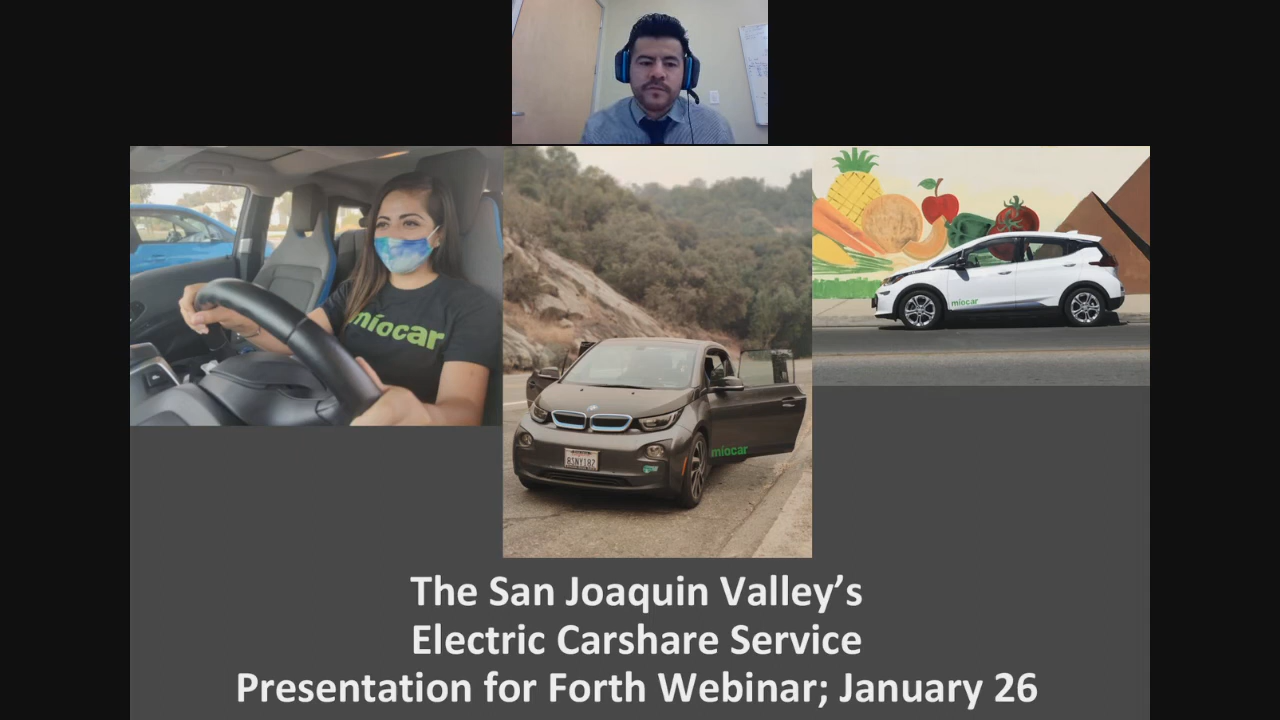 míocar
míocar
míocar
The San Joaquin Valley’s
Electric Carshare Service
Presentation for Forth Webinar; January 26